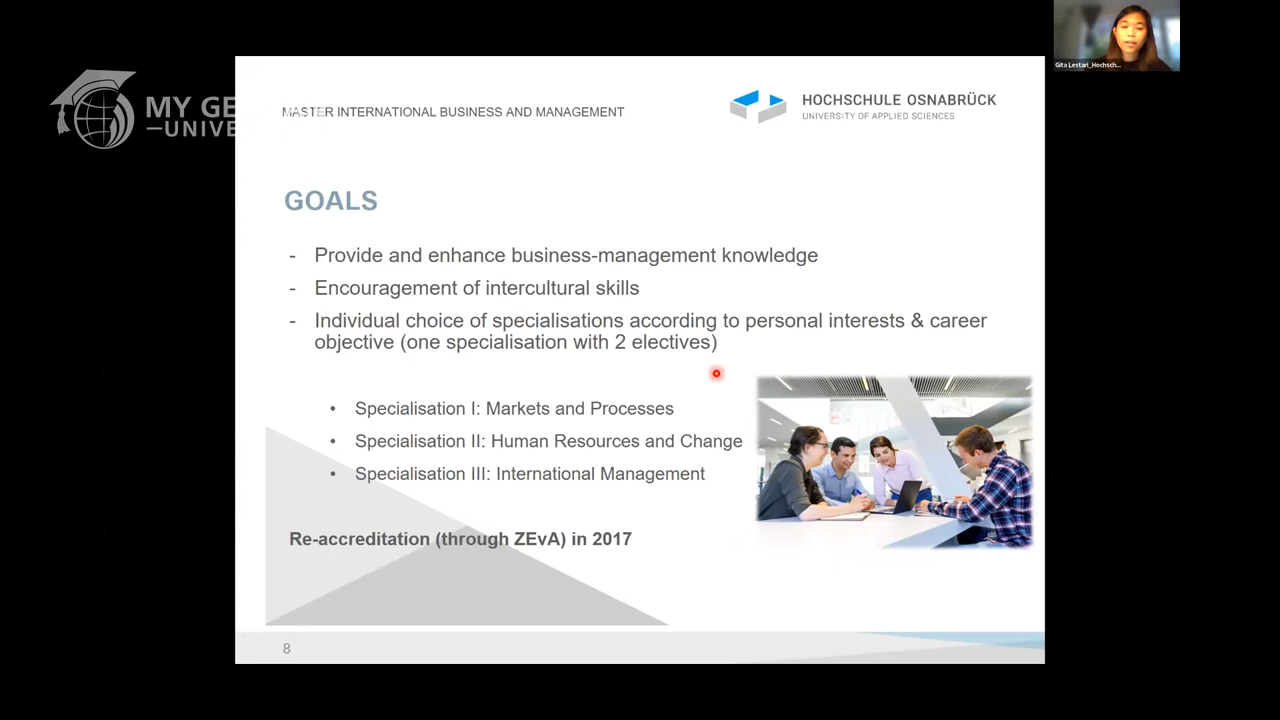 Gita Lestari_Hochsch...
MY GE
UNIVE
MASTER INTERNATIONAL BUSINESS AND MANAGEMENT
HOCHSCHULE OSNABRÜCK
UNIVERSITY OF APPLIED SCIENCES
GOALS
- Provide and enhance business-management knowledge
- Encouragement of intercultural skills
- Individual choice of specialisations according to personal interests & career
objective (one specialisation with 2 electives)
• Specialisation I: Markets and Processes
• Specialisation II: Human Resources and Change
• Specialisation III: International Management
Re-accreditation (through ZEvA) in 2017
8